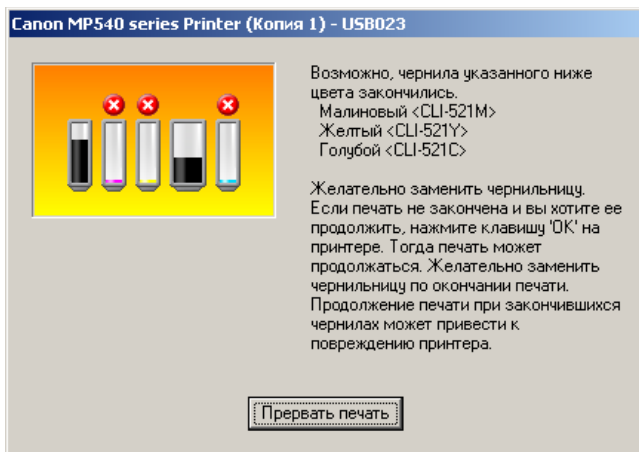 Canon MP540 series Printer (Копия 1) - USB023
Возможно, чернила указанного ниже
цвета закончились.
Малиновый <CLI-521M>
Желтый <CLI-521Y>
Голубой <CLI-521C>
Желательно заменить чернильницу.
Если печать не закончена и вы хотите ее
продолжить, нажмите клавишу 'OK' на
принтере. Тогда печать может
продолжаться. Желательно заменить
чернильницу по окончании печати.
Продолжение печати при закончившихся
чернилах может привести к
повреждению принтера.
Прервать печать